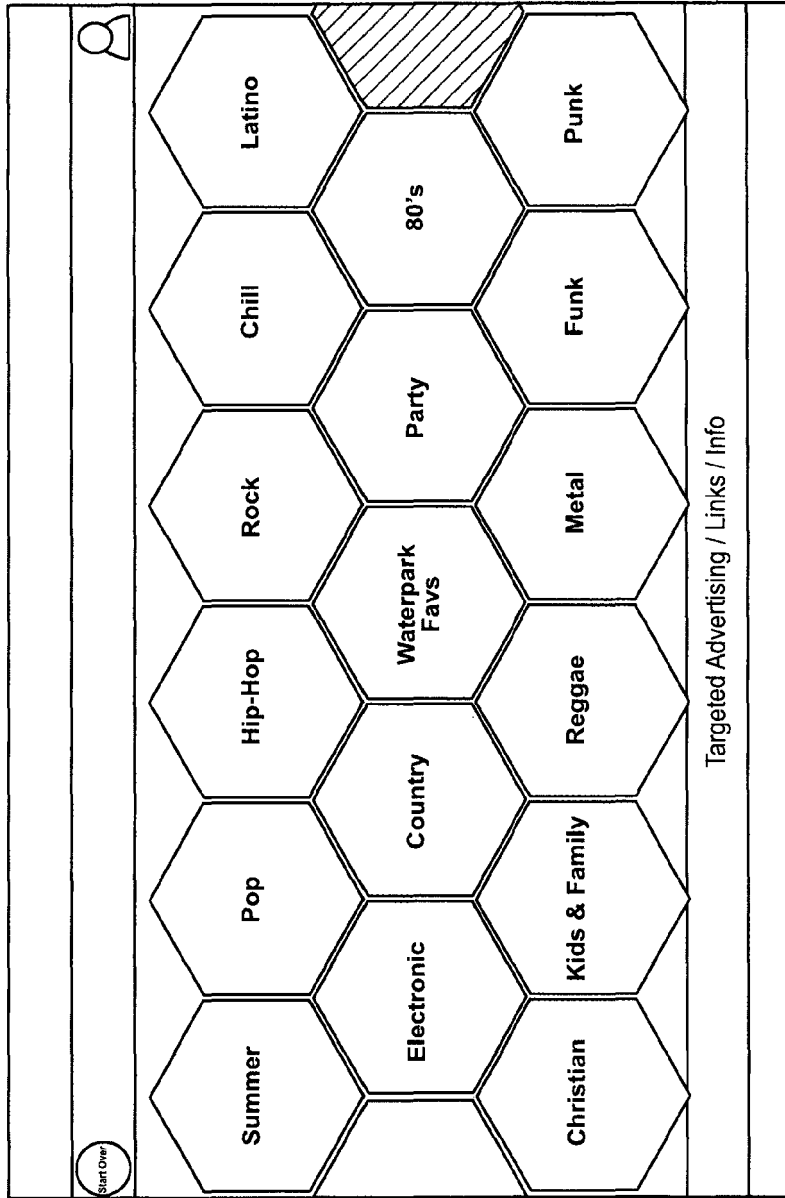 Start Over
Summer
Pop
Hip-Hop
Rock
Chill
Latino
Electronic
Country
Waterpark
Favs
Party
80's
Christian
Kids & Family
Reggae
Metal
Funk
Punk
Targeted Advertising / Links / Info